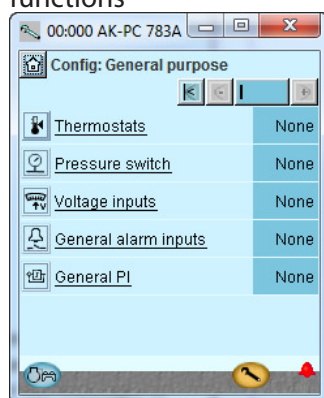 functions
00:000 AK-PC 783A
Config: General purpose
Thermostats None
Pressure switch None
Voltage inputs None
General alarm inputs None
General PI None